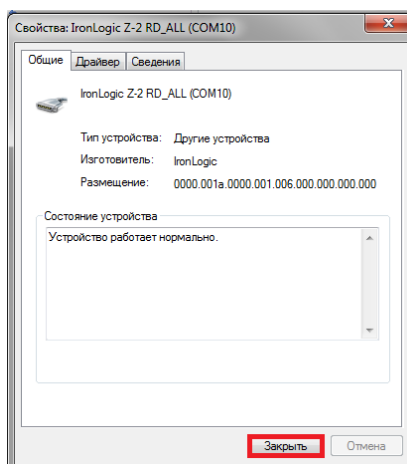 Свойства: IronLogic Z-2 RD_ALL (COM10)
Общие Драйвер Сведения
IronLogic Z-2 RD_ALL (COM10)
Тип устройства: Другие устройства
Изготовитель: IronLogic
Размещение: 0000.001a.0000.001.006.000.000.000.000
Состояние устройства
Устройство работает нормально.
Закрыть Отмена